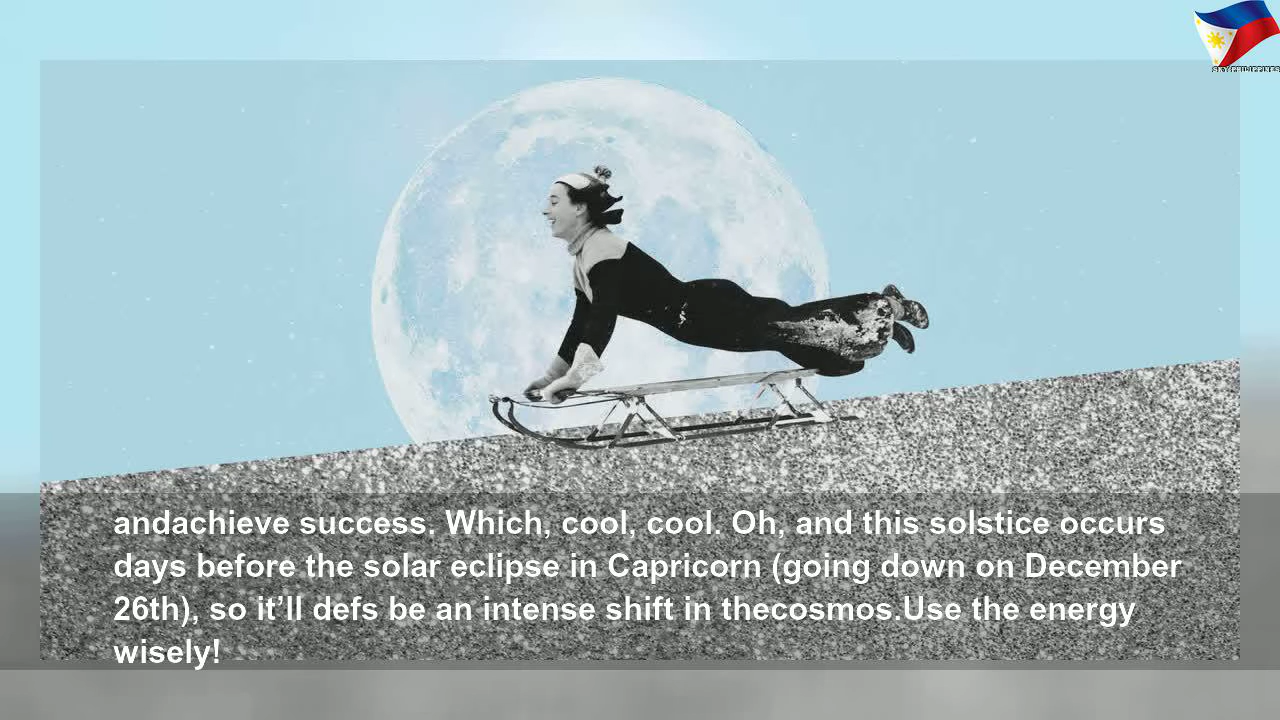 SKYPHILIPPINES
andachieve success. Which, cool, cool. Oh, and this solstice occurs
days before the solar eclipse in Capricorn (going down on December
26th), so it’ll defs be an intense shift in thecosmos.Use the energy
wisely!